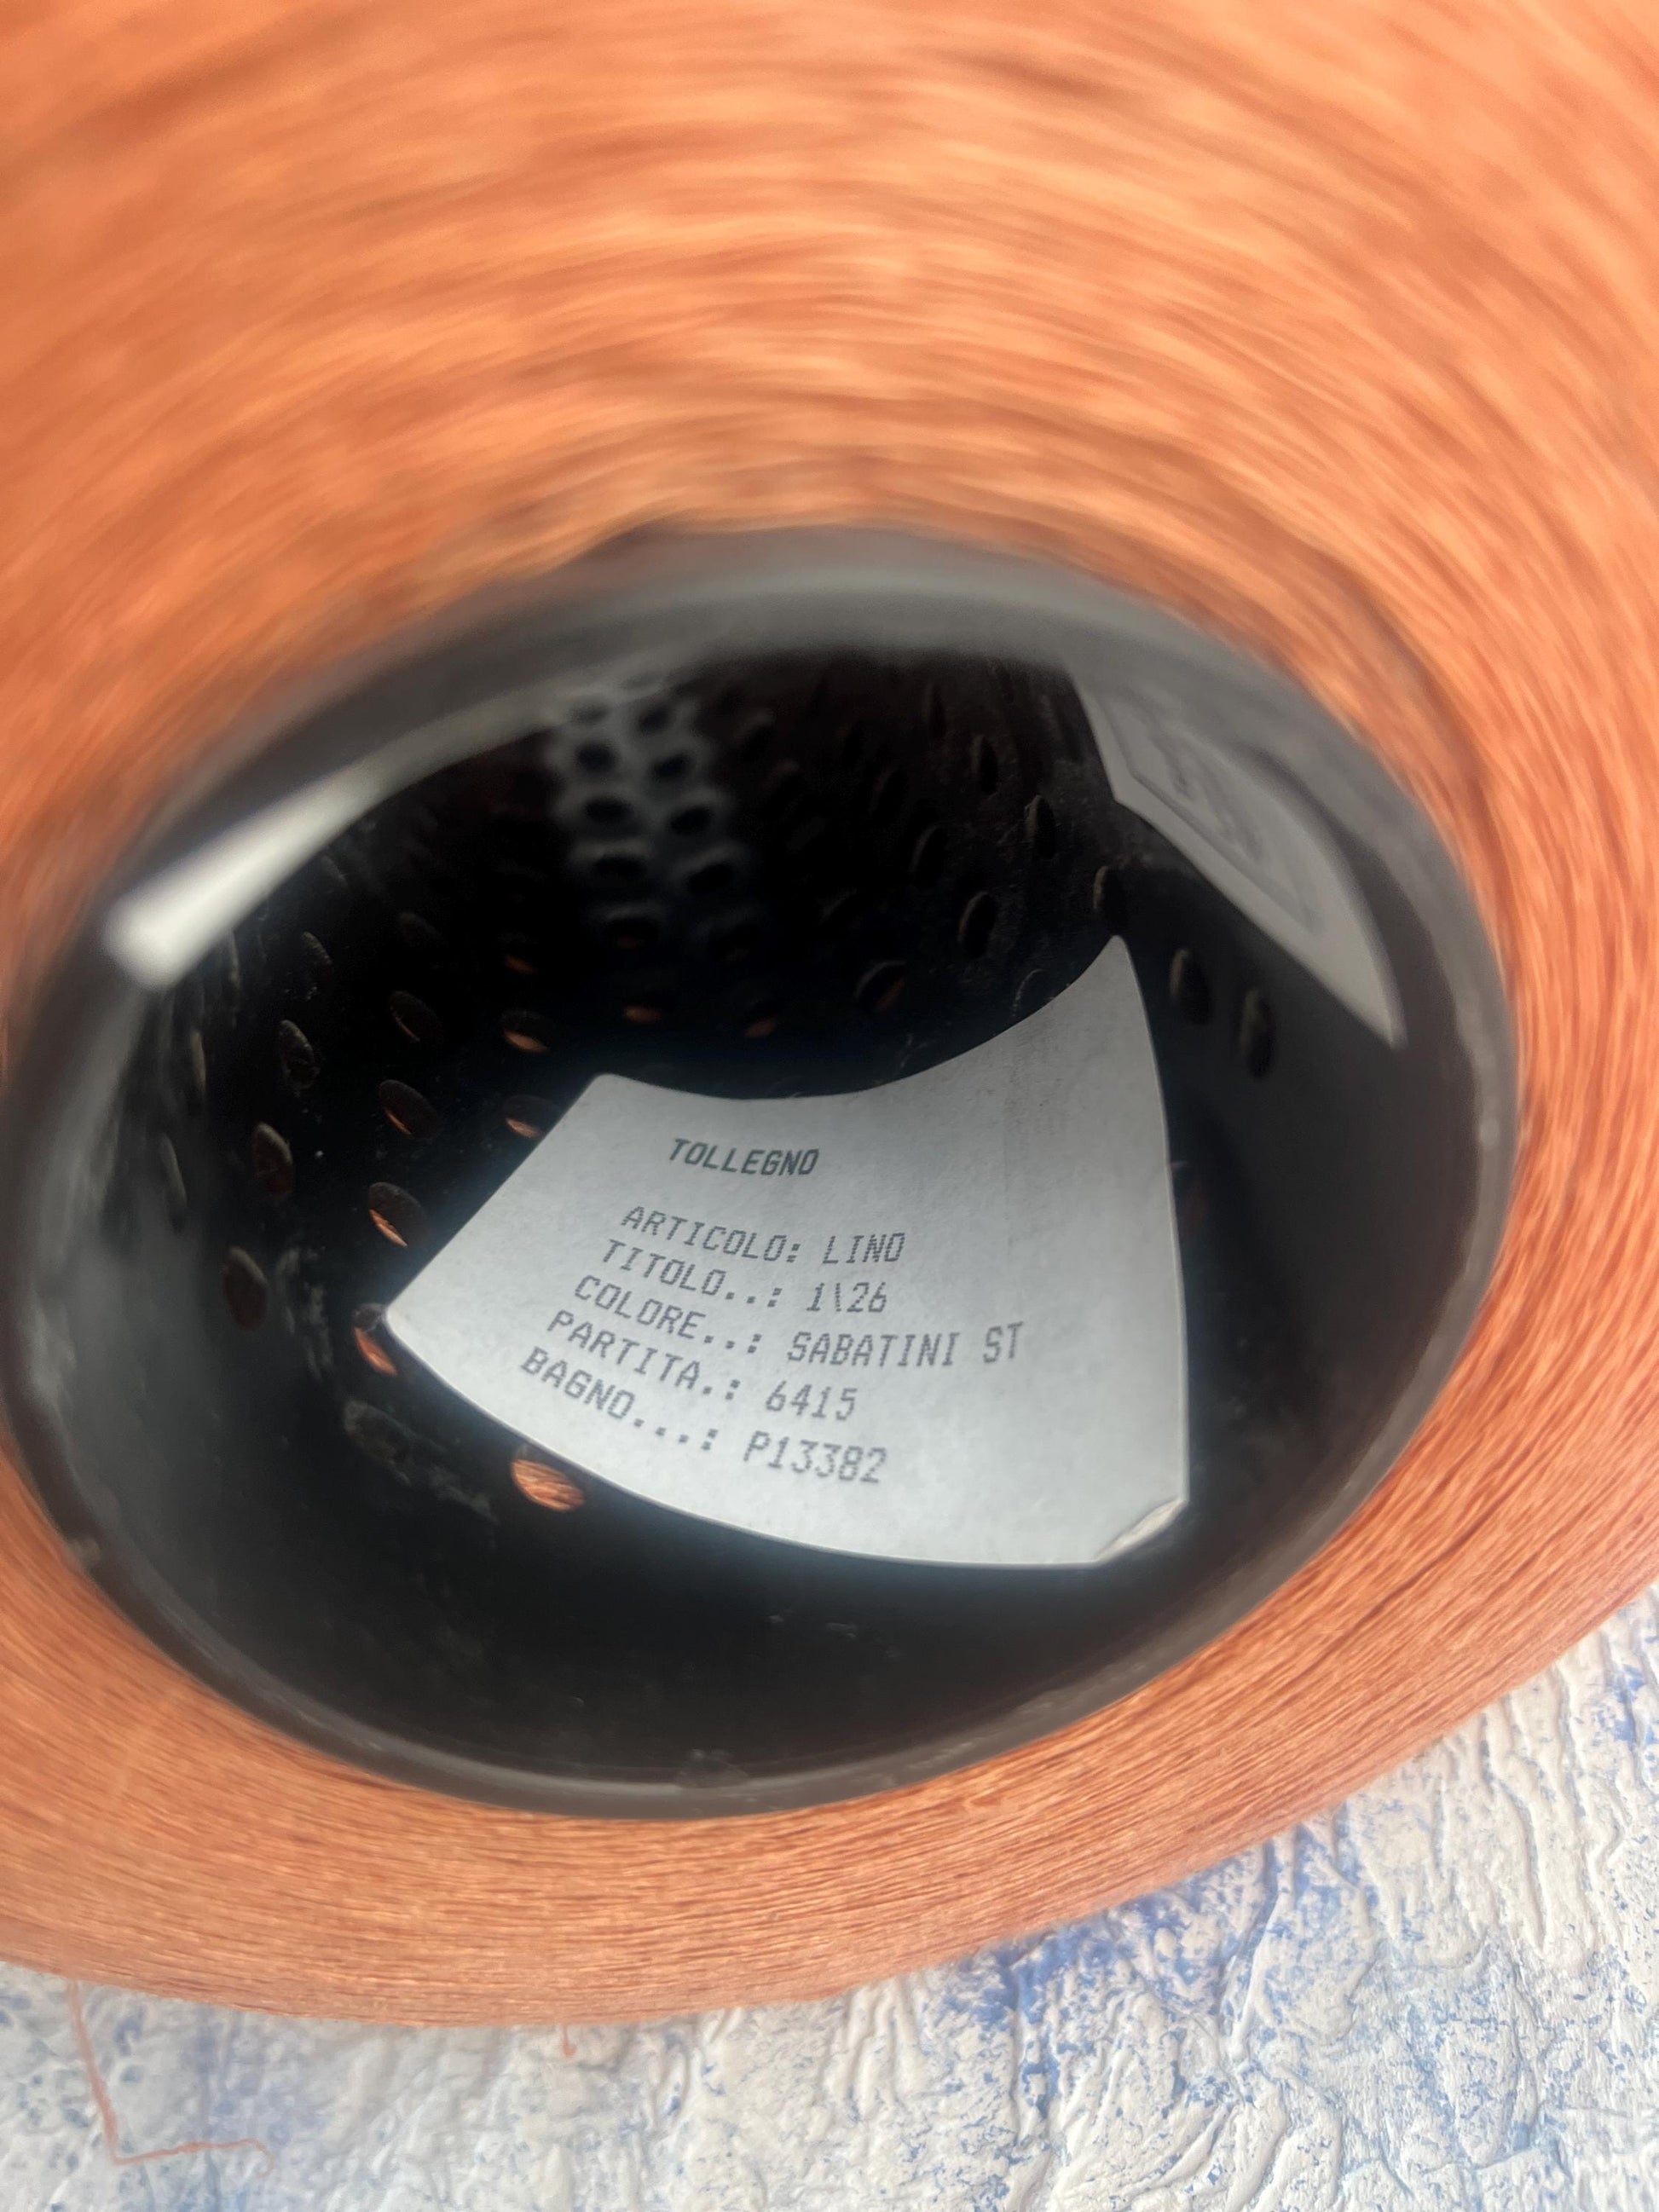 TOLLEGNO
ARTICOLO: LINO
TITOLO..: 1\26
COLORE..: SABATINI ST
PARTITA.: 6415
BAGNO...: P13382